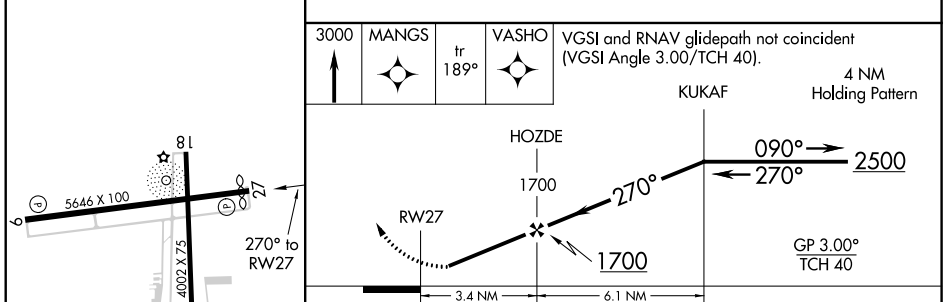 3000
MANGS
tr
189°
VASHO
VGSI and RNAV glidepath not coincident
(VGSI Angle 3.00/TCH 40).
4 NM
Holding Pattern
KUKAF
HOZDE
1700
090°
270°
2500
270°
RW27
1700
GP 3.00°
TCH 40
3.4 NM
6.1 NM
18
P
5646 X 100
9
27
P
270° to
RW27
4002 X 75